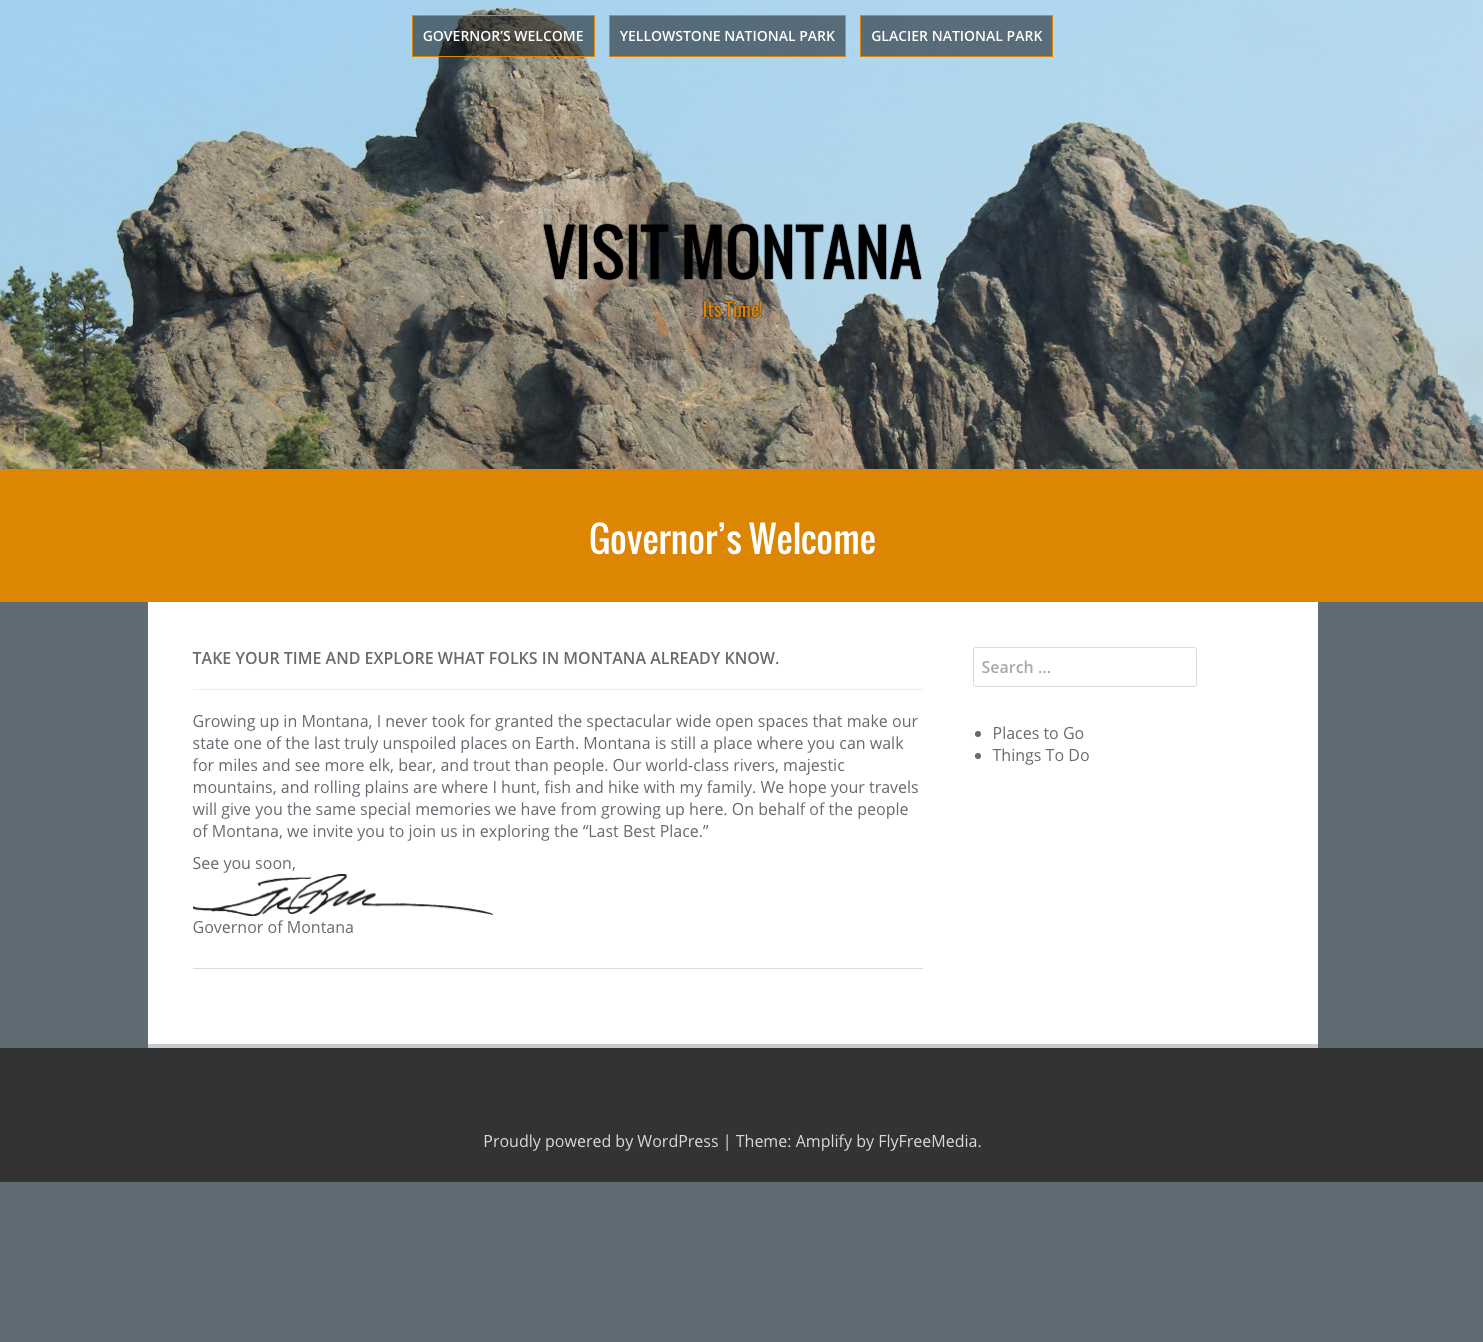 GOVERNOR’S WELCOME
YELLOWSTONE NATIONAL PARK
GLACIER NATIONAL PARK
VISIT MONTANA
Its Time!
Governor’s Welcome
TAKE YOUR TIME AND EXPLORE WHAT FOLKS IN MONTANA ALREADY KNOW.
Growing up in Montana, I never took for granted the spectacular wide open spaces that make our
state one of the last truly unspoiled places on Earth. Montana is still a place where you can walk
for miles and see more elk, bear, and trout than people. Our world-class rivers, majestic
mountains, and rolling plains are where I hunt, fish and hike with my family. We hope your travels
will give you the same special memories we have from growing up here. On behalf of the people
of Montana, we invite you to join us in exploring the “Last Best Place.”
See you soon,
Governor of Montana
Search ...
Places to Go
Things To Do
Proudly powered by WordPress | Theme: Amplify by FlyFreeMedia.